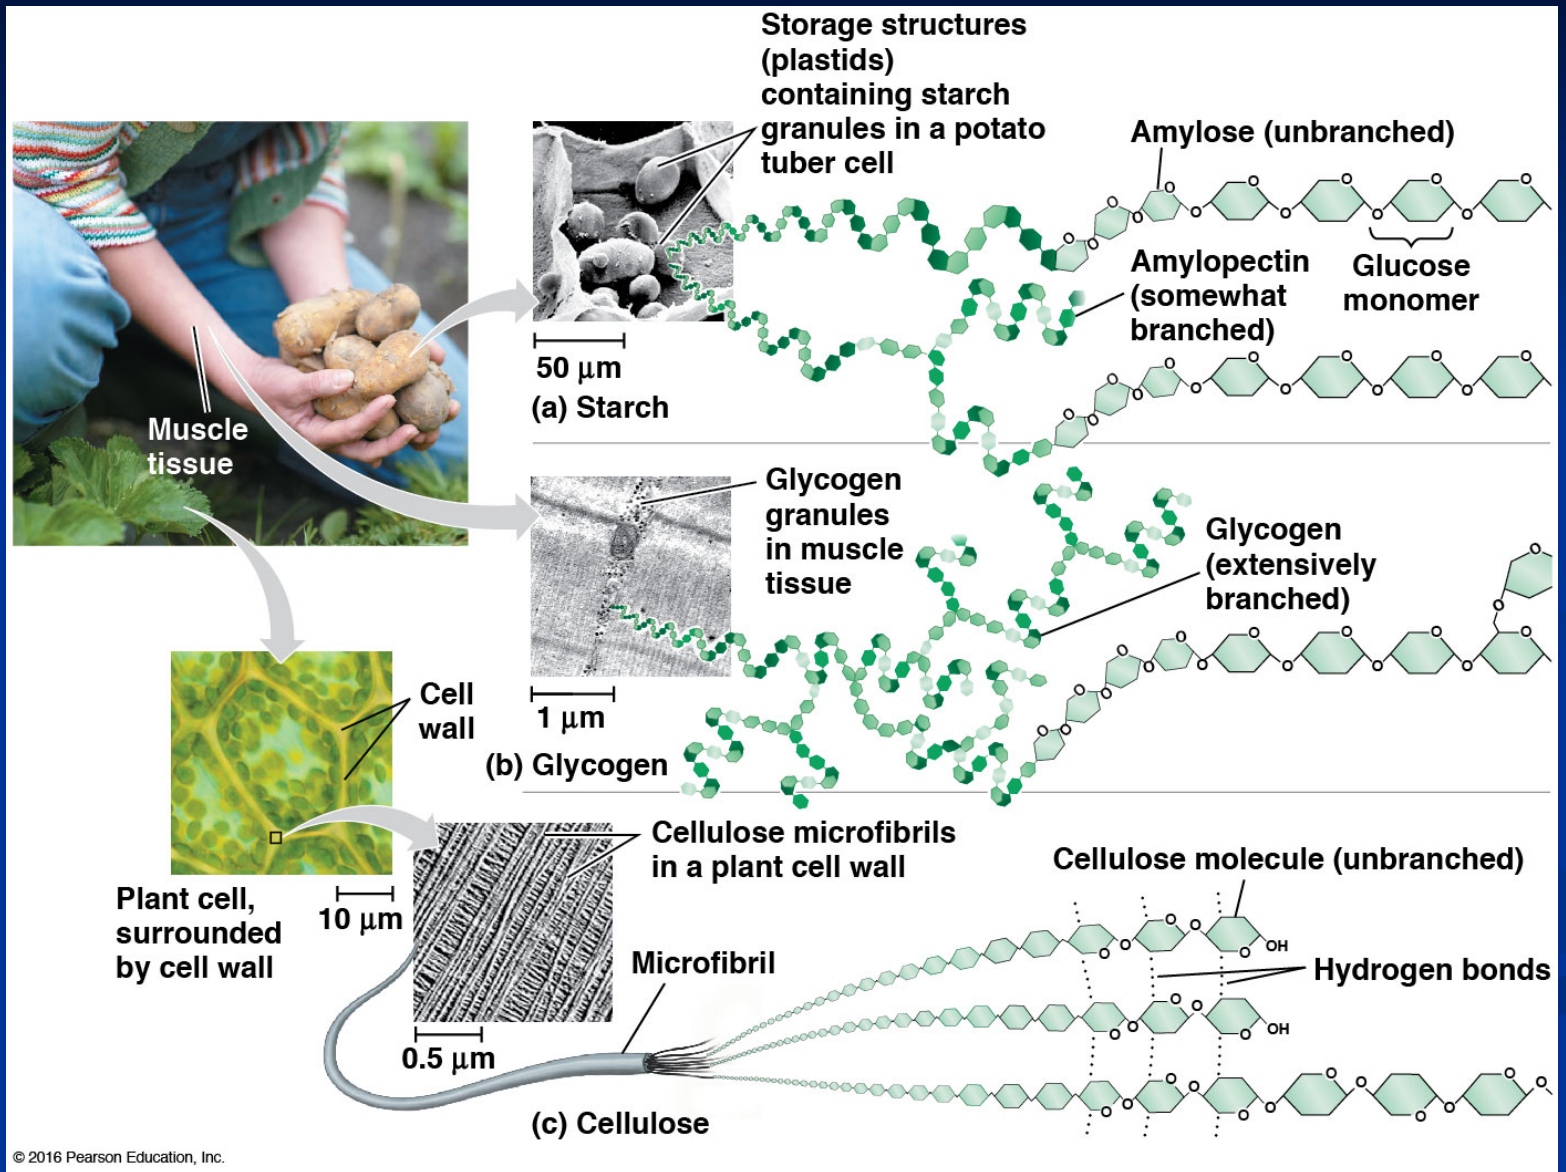 Storage structures
(plastids)
containing starch
granules in a potato
tuber cell
Amylose (unbranched)
O O O O O O O O O O O O
Amylopectin
(somewhat
branched)
Glucose
monomer
50 μm
(a) Starch
O O O O O O O O O O O O
Muscle
tissue
Glycogen
granules
in muscle
tissue
Glycogen
(extensively
branched)
O O O O O O O O O O O O O O
1 μm
(b) Glycogen
Cell
wall
Plant cell,
surrounded
by cell wall
10 μm
Cellulose microfibrils
in a plant cell wall
Cellulose molecule (unbranched)
O O O O O OH
Hydrogen bonds
Microfibril
O O O O O OH
0.5 μm
O O O O O O O O O O O
(c) Cellulose
© 2016 Pearson Education, Inc.